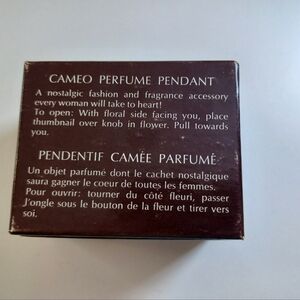 CAMEO PERFUME PENDANT
A nostalgic fashion and fragrance accessory
every woman will take to heart!
To open: With floral side facing you, place
thumbnail over knob in flower. Pull towards
you.
PENDENTIF CAMÉE PARFUMÉ
Un objet parfumé dont le cachet nostalgique
saura gagner le coeur de toutes les femmes.
Pour ouvrir: tourner du côté fleuri, passer
l'ongle sous le bouton de la fleur et tirer vers
soi.